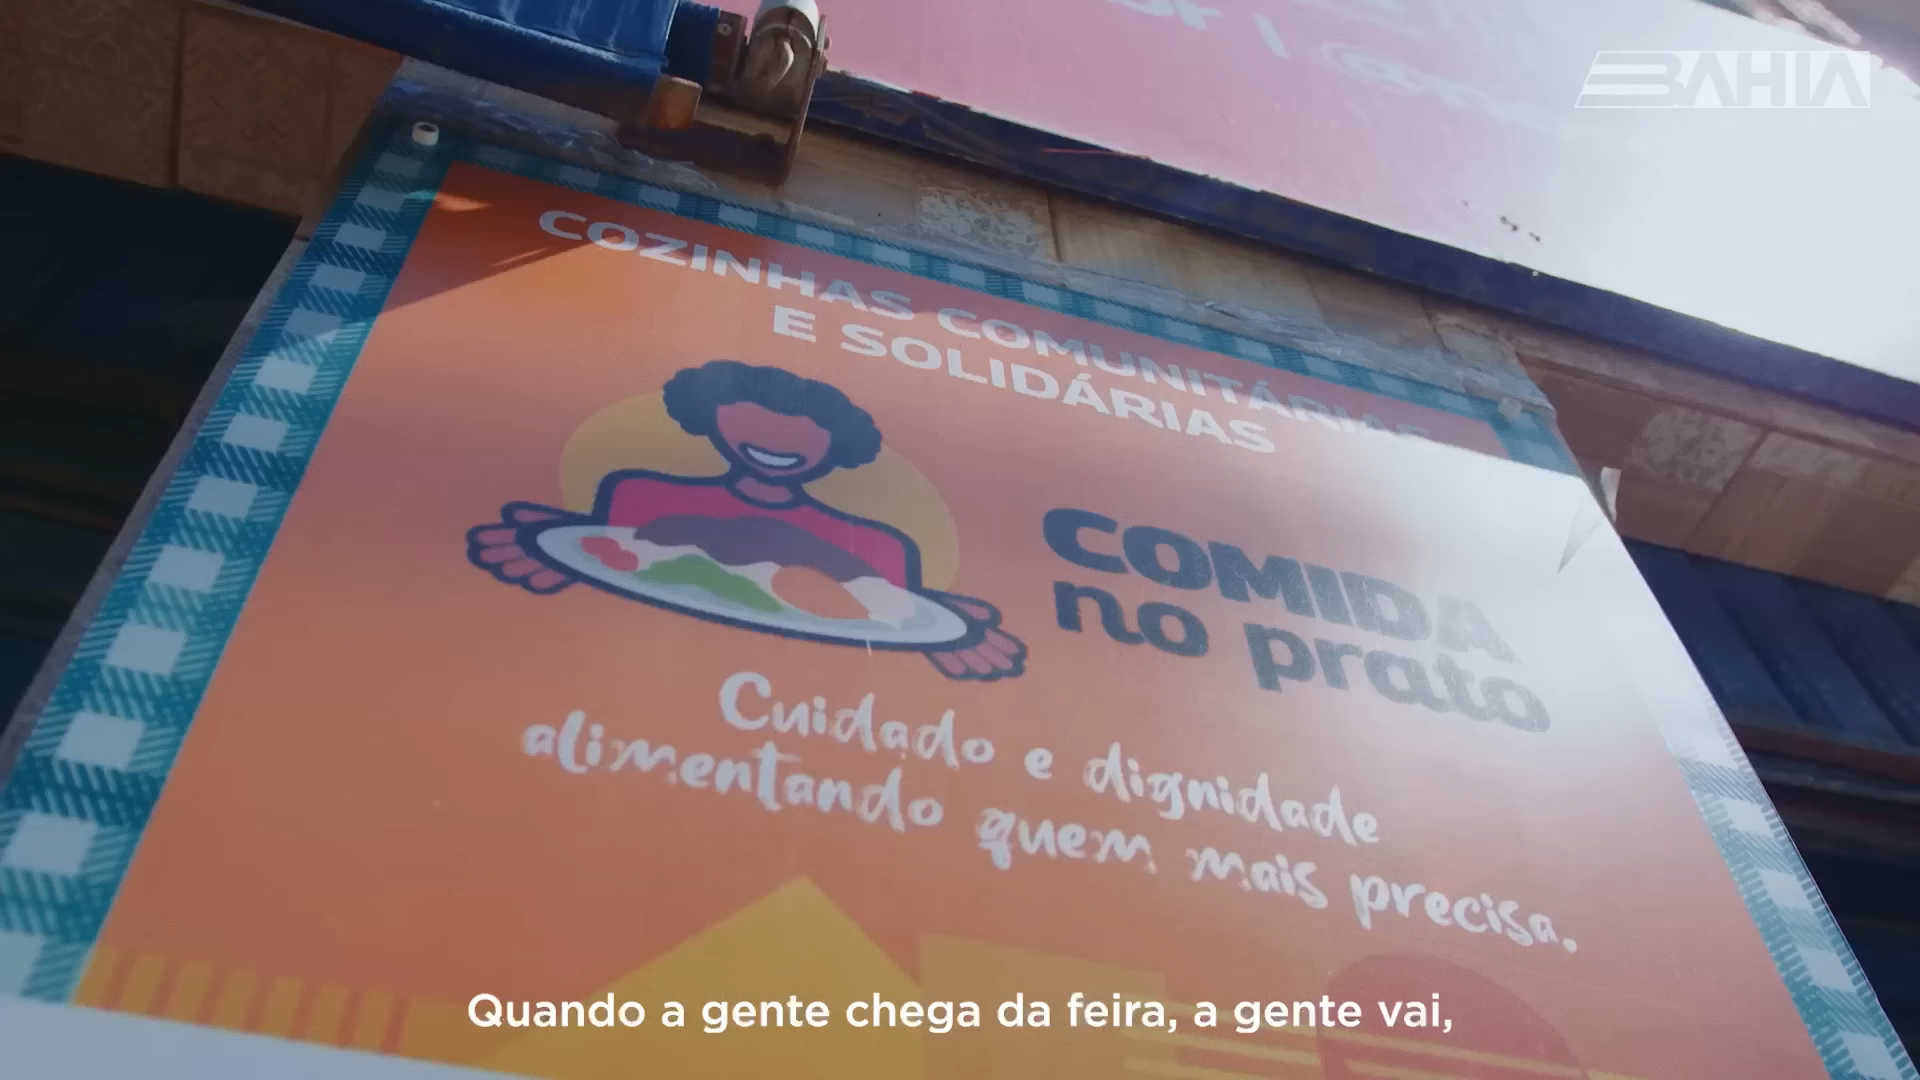 BAHIA
COZINHAS COMUNITÁRIAS
E SOLIDÁRIAS
COMIDA
no prato
Cuidado e dignidade
alimentando quem mais precisa.
Quando a gente chega da feira, a gente vai,